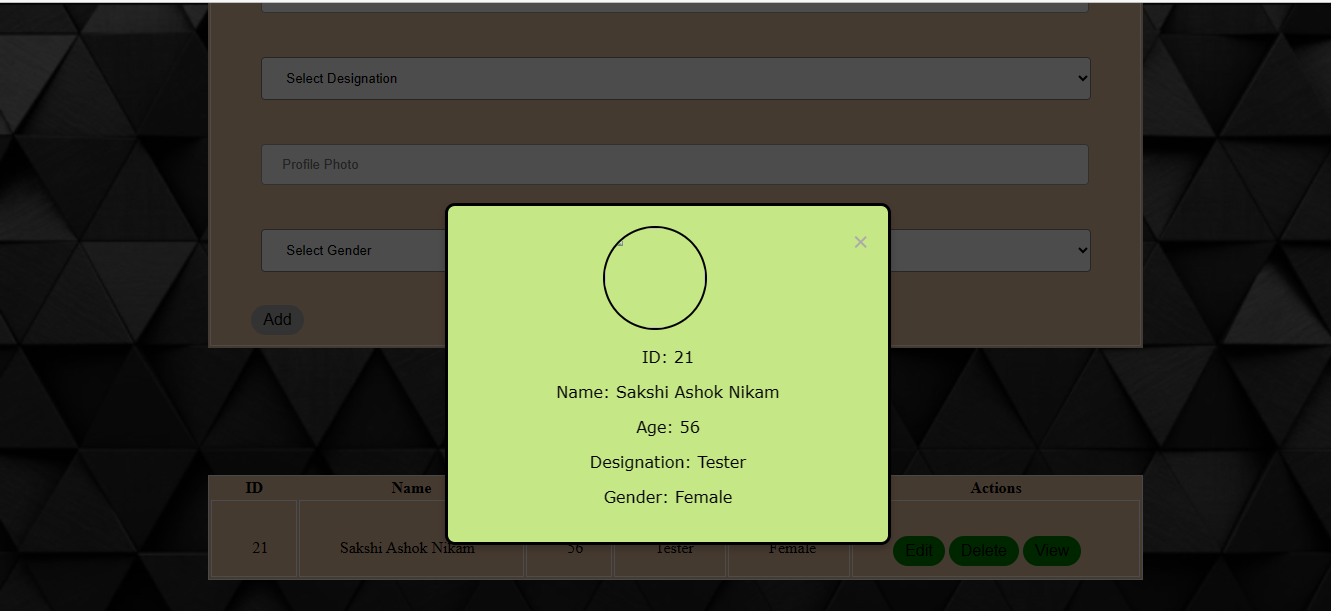 Select Designation
Profile Photo
Select Gender
×
Add
ID: 21
Name: Sakshi Ashok Nikam
Age: 56
Designation: Tester
Gender: Female
ID Name Actions
21 Sakshi Ashok Nikam 56 Tester Female Edit Delete View